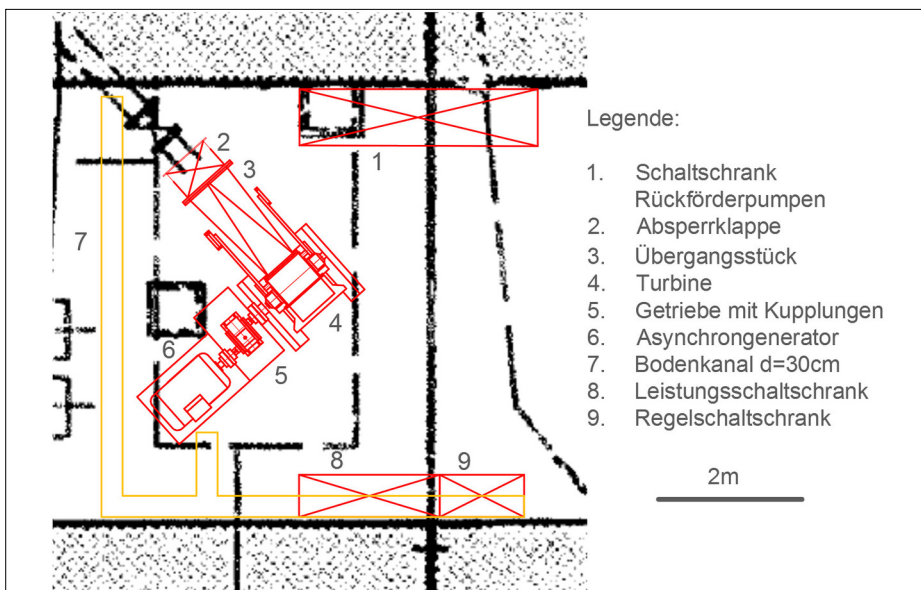 2
3
1
7
4
6
5
8
9
Legende:
1. Schaltschrank
Rückförderpumpen
2. Absperrklappe
3. Übergangsstück
4. Turbine
5. Getriebe mit Kupplungen
6. Asynchrongenerator
7. Bodenkanal d=30cm
8. Leistungsschaltschrank
9. Regelschaltschrank
2m